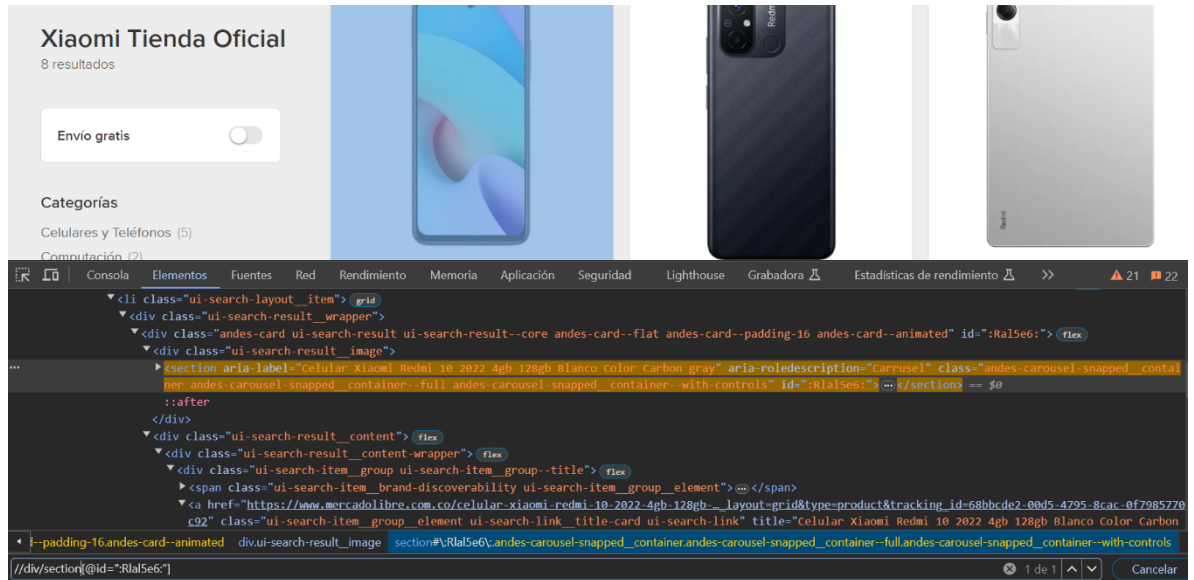 Xiaomi Tienda Oficial
8 resultados
Envío gratis
Categorías
Celulares y Teléfonos (5)
Computación (2)
Redmi
Redmi
Consola Elementos Fuentes Red Rendimiento Memoria Aplicación Seguridad Lighthouse Grabadora Estadísticas de rendimiento 21 22
▼<li class="ui-search-layout__item"> grid
▼<div class="ui-search-result__wrapper">
▼<div class="andes-card ui-search-result ui-search-result--core andes-card--flat andes-card--padding-16 andes-card--animated" id=":Ral5e6:"> flex
▼<div class="ui-search-result__image">
... ▶<section aria-label="Celular Xiaomi Redmi 10 2022 4gb 128gb Blanco Color Carbon gray" aria-roledescription="Carrusel" class="andes-carousel-snapped__contai
ner andes-carousel-snapped__container--full andes-carousel-snapped__container--with-controls" id=":Rlal5e6:">…</section> == $0
::after
</div>
▼<div class="ui-search-result__content"> flex
▼<div class="ui-search-result__content-wrapper"> flex
▼<div class="ui-search-item__group ui-search-item__group--title"> flex
▶<span class="ui-search-item__brand-discoverability ui-search-item__group__element">…</span>
▼<a href="https://www.mercadolibre.com.co/celular-xiaomi-redmi-10-2022-4gb-128gb-…_layout=grid&type=product&tracking_id=68bbcde2-00d5-4795-8cac-0f7985770
c92" class="ui-search-item__group__element ui-search-link__title-card ui-search-link" title="Celular Xiaomi Redmi 10 2022 4gb 128gb Blanco Color Carbon
l--padding-16.andes-card--animated div.ui-search-result__image section#\:Rlal5e6\:.andes-carousel-snapped__container.andes-carousel-snapped__container--full.andes-carousel-snapped__container--with-controls
//div/section[@id=":Rlal5e6:"] 1 de 1 Cancelar